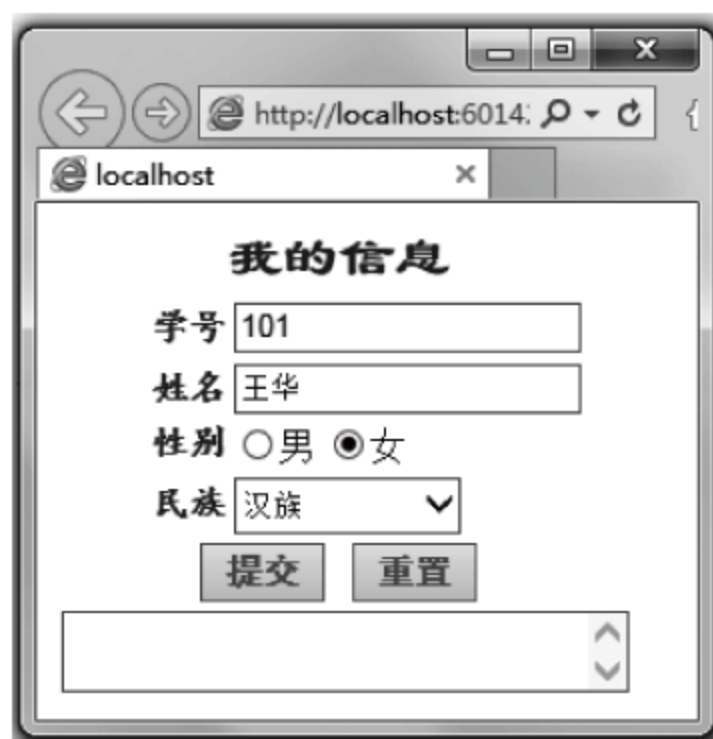 http://localhost:6014
localhost
我的信息
学号 101
姓名 王华
性别 男 女
民族 汉族
提交 重置